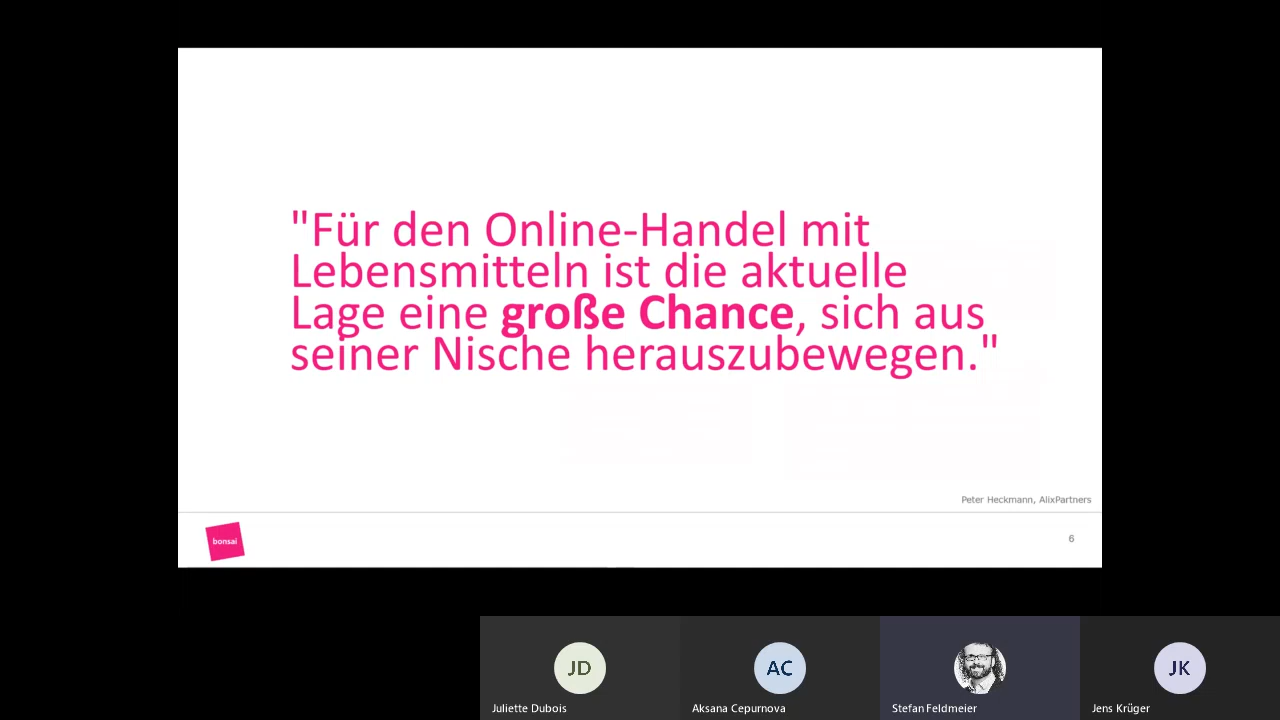 "Für den Online-Handel mit
Lebensmitteln ist die aktuelle
Lage eine große Chance, sich aus
seiner Nische herauszubewegen."
Peter Heckmann, AlixPartners
bonsai
6
JD
AC
JK
Juliette Dubois
Aksana Cepurnova
Stefan Feldmeier
Jens Krüger